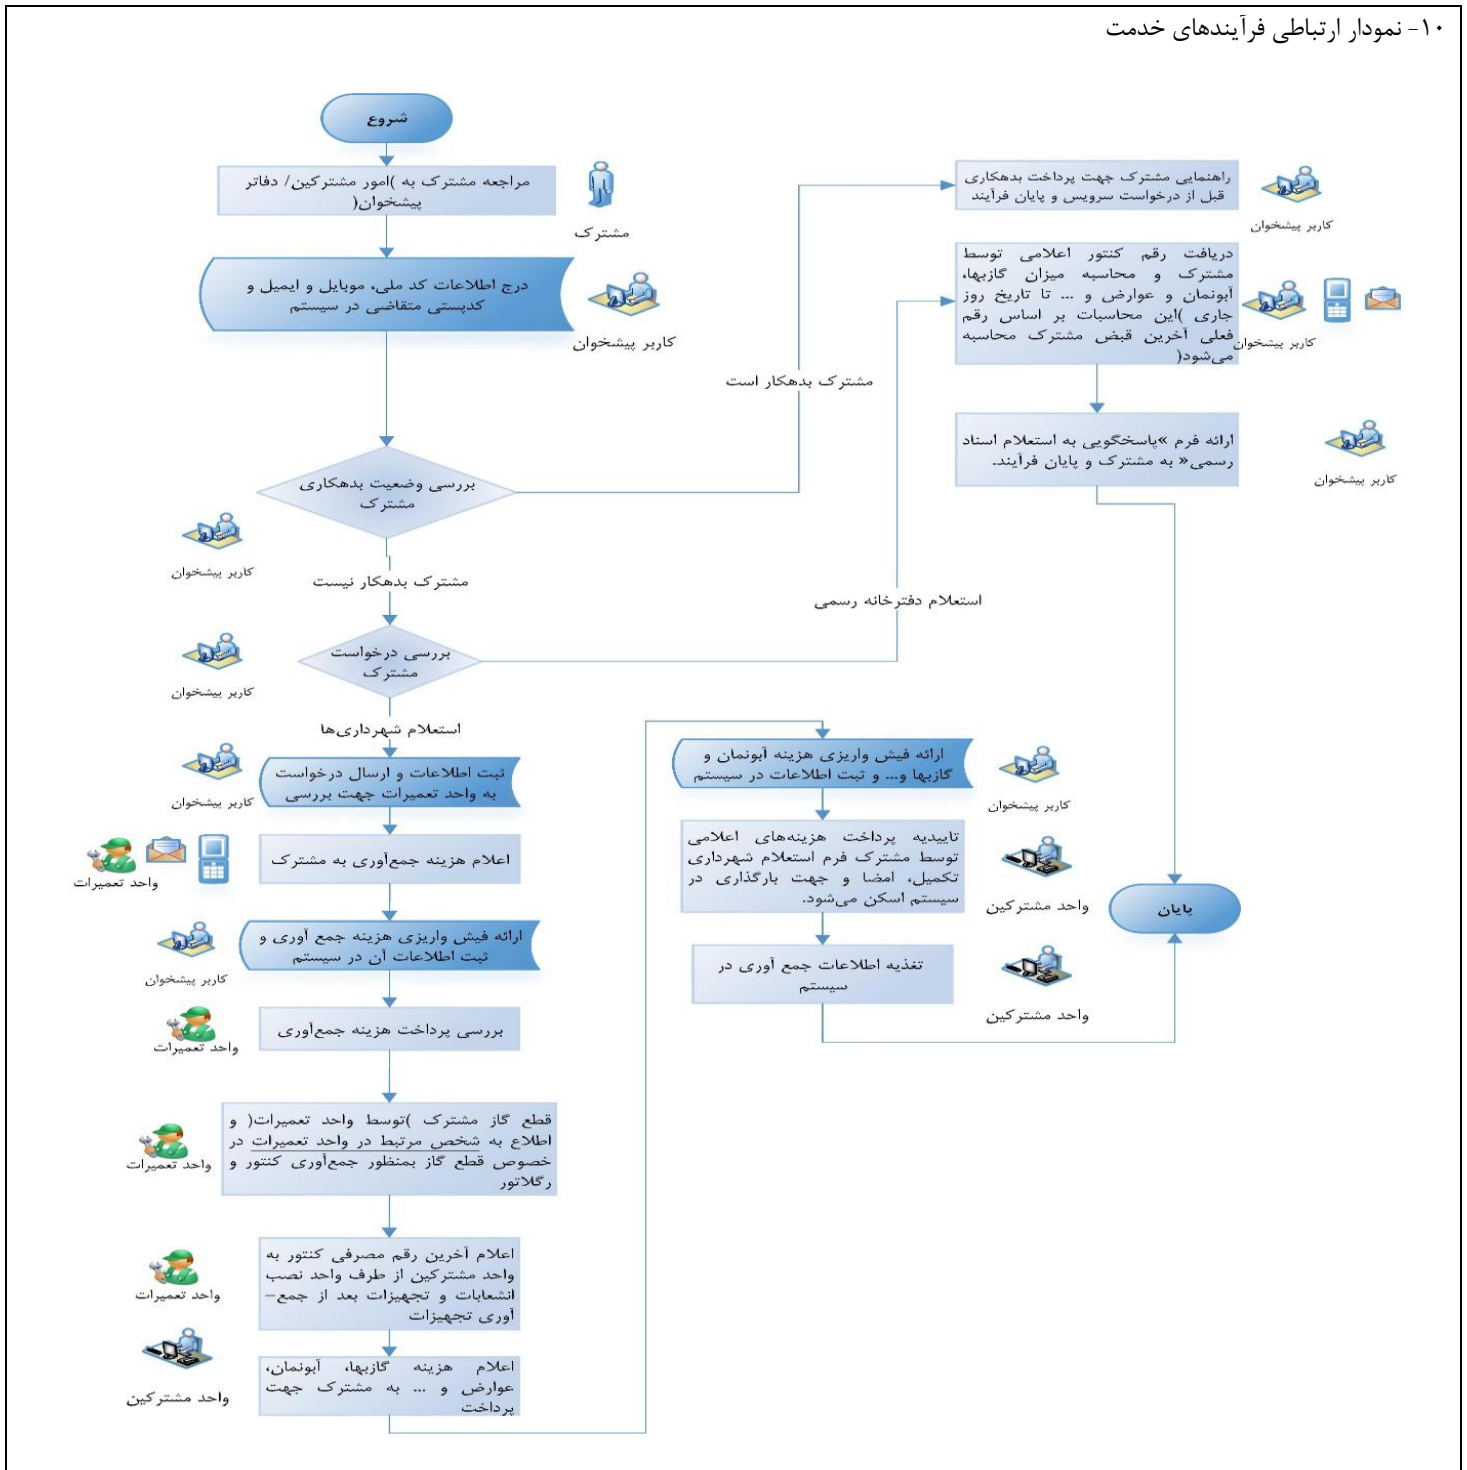 ۱۰- نمودار ارتباطی فرآیندهای خدمت
شروع
مراجعه مشترک به )امور مشترکین/ دفاتر
پیشخوان(
مشترک
درج اطلاعات کد ملی، موبایل و ایمیل و
کدپستی متقاضی در سیستم
کاربر پیشخوان
بررسی وضعیت بدهکاری
مشترک
کاربر پیشخوان
مشترک بدهکار است
راهنمایی مشترک جهت پرداخت بدهکاری
قبل از درخواست سرویس و پایان فرآیند
کاربر پیشخوان
مشترک بدهکار نیست
بررسی درخواست
مشترک
کاربر پیشخوان
استعلام دفترخانه رسمی
دریافت رقم کنتور اعلامی توسط
مشترک و محاسبه میزان گازبها،
آبونمان و عوارض و ... تا تاریخ روز
جاری )این محاسبات بر اساس رقم
فعلی آخرین قبض مشترک محاسبه
می‌شود(
کاربر پیشخوان
ارائه فرم »پاسخگویی به استعلام اسناد
رسمی« به مشترک و پایان فرآیند.
کاربر پیشخوان
استعلام شهرداری‌ها
ثبت اطلاعات و ارسال درخواست
به واحد تعمیرات جهت بررسی
کاربر پیشخوان
اعلام هزینه جمع‌آوری به مشترک
واحد تعمیرات
ارائه فیش واریزی هزینه جمع آوری و
ثبت اطلاعات آن در سیستم
کاربر پیشخوان
بررسی پرداخت هزینه جمع‌آوری
واحد تعمیرات
قطع گاز مشترک )توسط واحد تعمیرات( و
اطلاع به شخص مرتبط در واحد تعمیرات در
خصوص قطع گاز بمنظور جمع‌آوری کنتور و
رگلاتور
واحد تعمیرات
اعلام آخرین رقم مصرفی کنتور به
واحد مشترکین از طرف واحد نصب
انشعابات و تجهیزات بعد از جمع–
آوری تجهیزات
واحد تعمیرات
اعلام هزینه گازبها، آبونمان،
عوارض و ... به مشترک جهت
پرداخت
واحد مشترکین
ارائه فیش واریزی هزینه آبونمان و
گازبها و... و ثبت اطلاعات در سیستم
کاربر پیشخوان
تاییدیه پرداخت هزینه‌های اعلامی
توسط مشترک فرم استعلام شهرداری
تکمیل، امضا و جهت بارگذاری در
سیستم اسکن می‌شود.
واحد مشترکین
تغذیه اطلاعات جمع آوری در
سیستم
واحد مشترکین
پایان